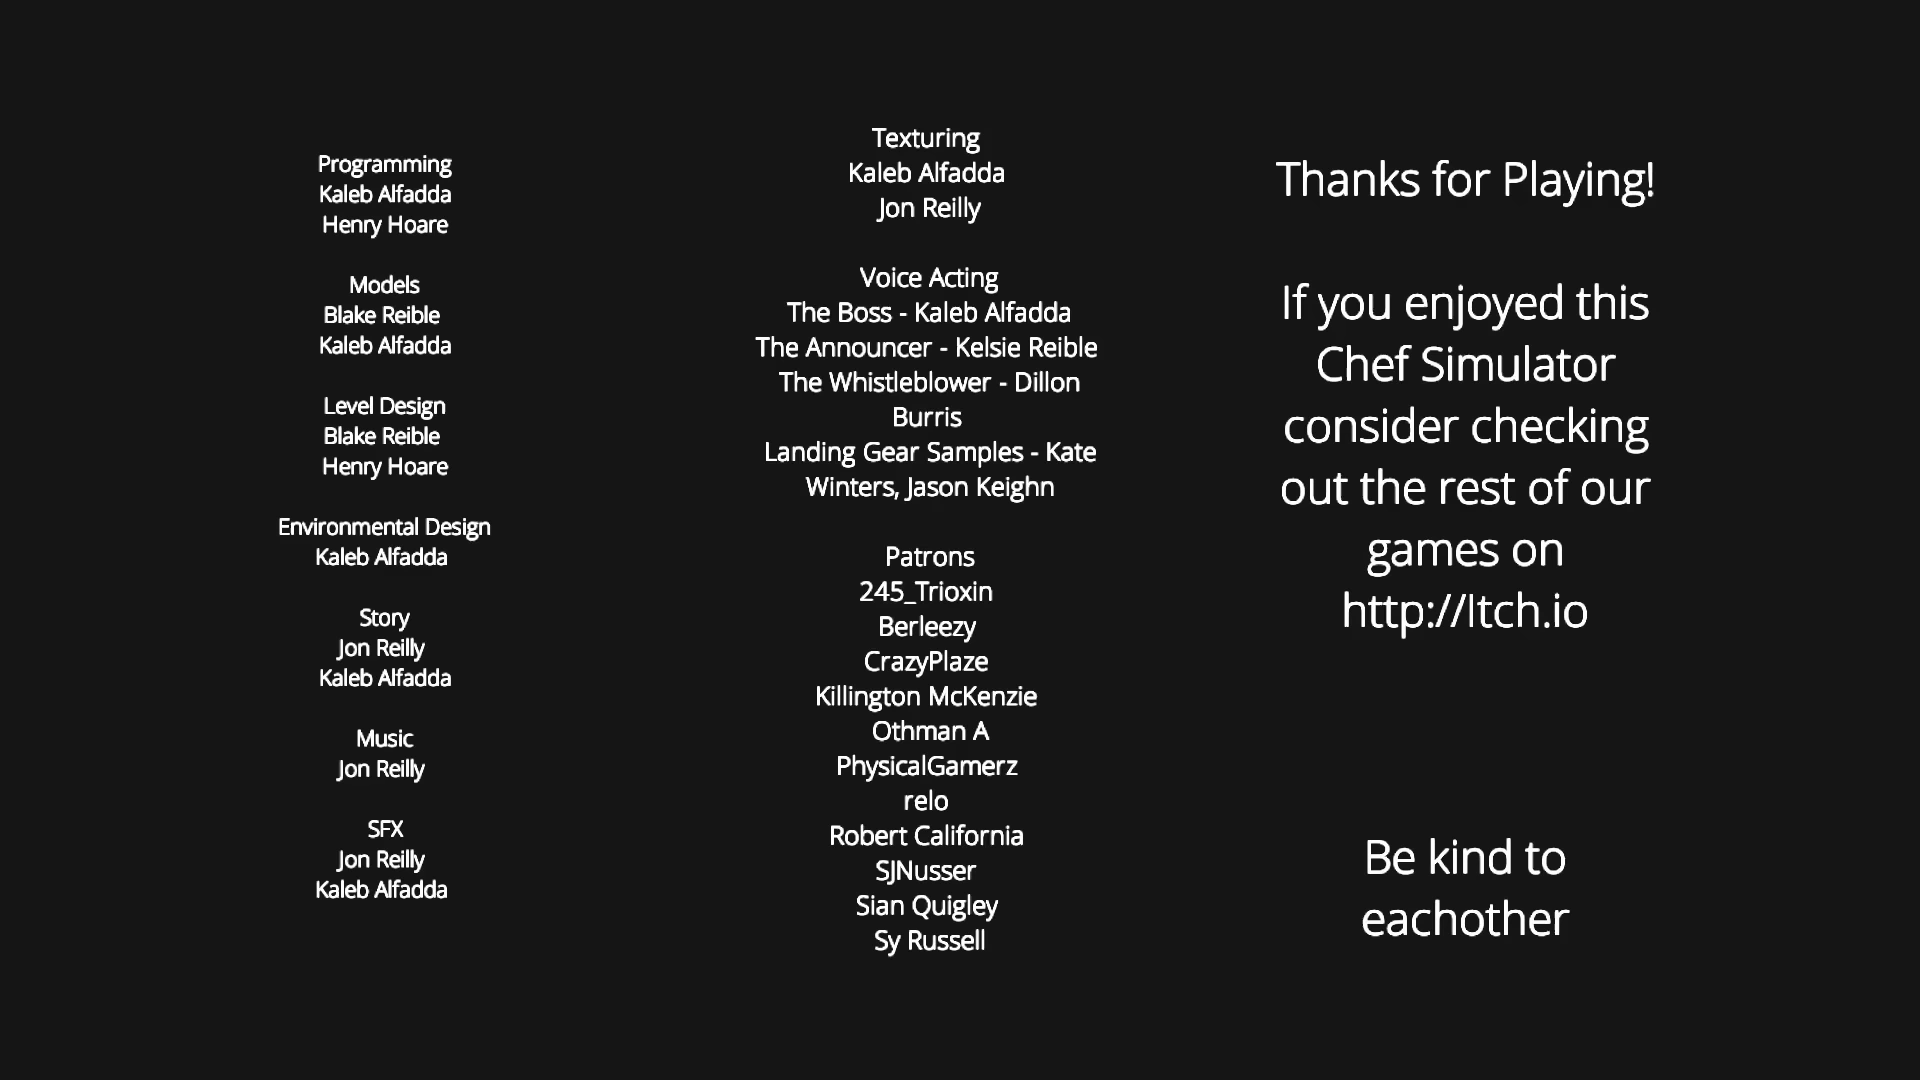 Programming
Kaleb Alfadda
Henry Hoare
Models
Blake Reible
Kaleb Alfadda
Level Design
Blake Reible
Henry Hoare
Environmental Design
Kaleb Alfadda
Story
Jon Reilly
Kaleb Alfadda
Music
Jon Reilly
SFX
Jon Reilly
Kaleb Alfadda
Texturing
Kaleb Alfadda
Jon Reilly
Voice Acting
The Boss - Kaleb Alfadda
The Announcer - Kelsie Reible
The Whistleblower - Dillon
Burris
Landing Gear Samples - Kate
Winters, Jason Keighn
Patrons
245_Trioxin
Berleezy
CrazyPlaze
Killington McKenzie
Othman A
PhysicalGamerz
relo
Robert California
SJNusser
Sian Quigley
Sy Russell
Thanks for Playing!
If you enjoyed this
Chef Simulator
consider checking
out the rest of our
games on
http://Itch.io
Be kind to
eachother